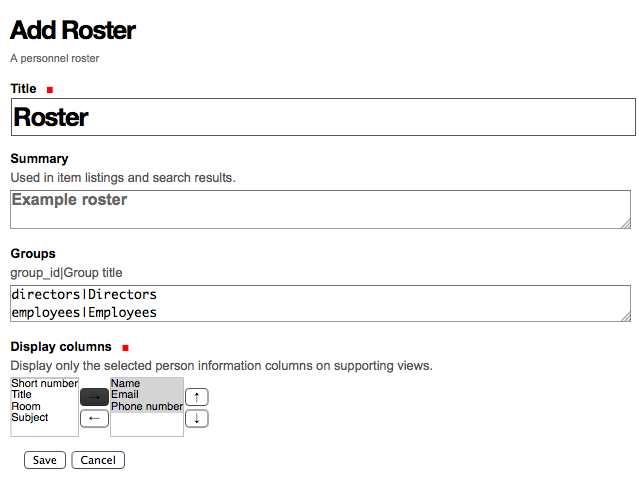 Add Roster
A personnel roster
Title
Roster
Summary
Used in item listings and search results.
Example roster
Groups
group_id|Group title
directors|Directors
employees|Employees
Display columns
Display only the selected person information columns on supporting views.
Short number
Title
Room
Subject
→
←
Name
Email
Phone number
↑
↓
Save Cancel